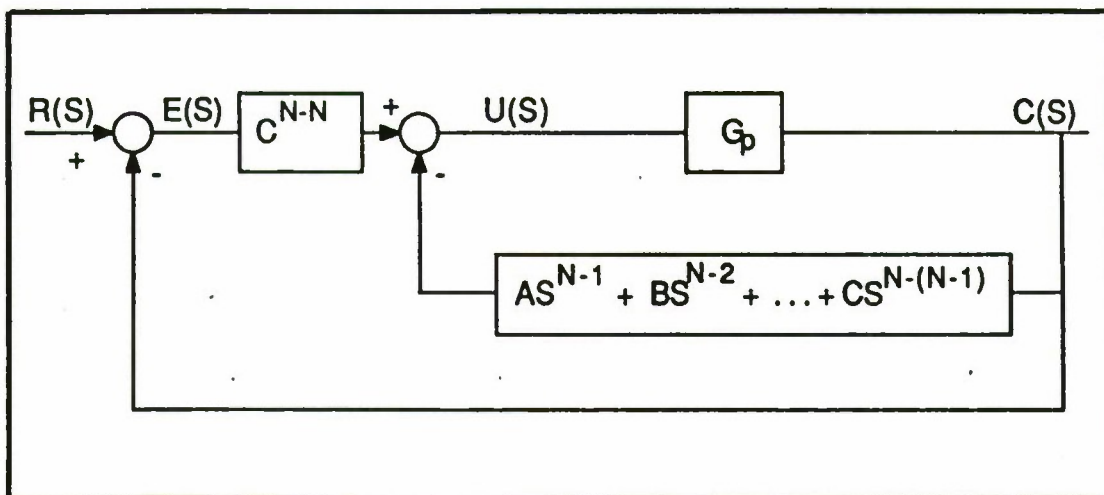 R(S) E(S) C^N-N + U(S) G_p C(S)
+ - -
AS^N-1 + BS^N-2 + ... + CS^N-(N-1)